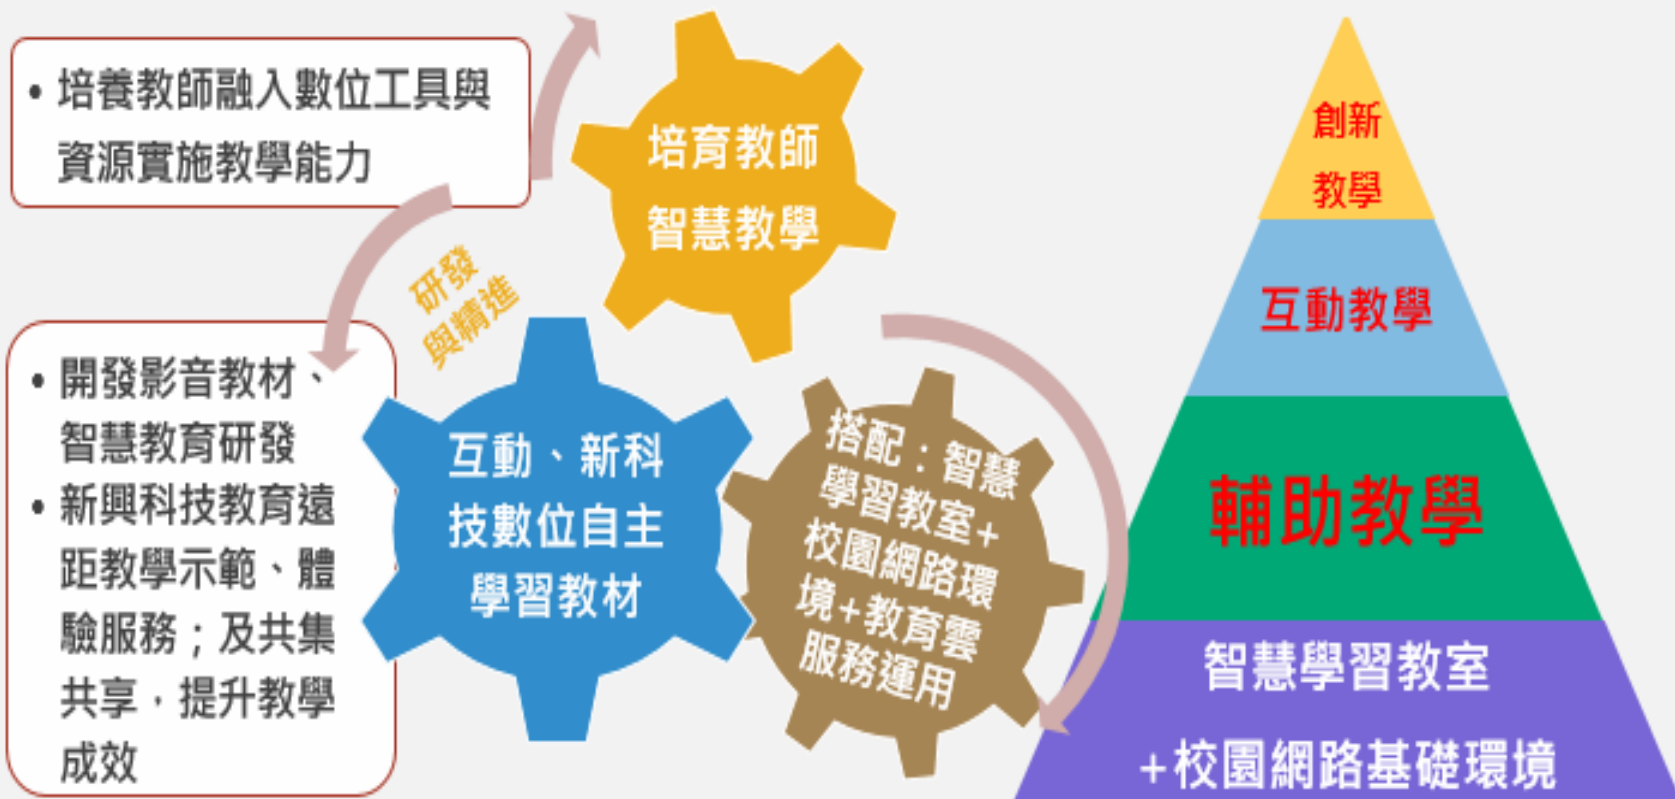 • 培養教師融入數位工具與
資源實施教學能力
培育教師
智慧教學
研發
與精進
• 開發影音教材、
智慧教育研發
• 新興科技教育遠
距教學示範、體
驗服務；及共集
共享，提升教學
成效
互動、新科
技數位自主
學習教材
搭配：智慧
學習教室+
校園網路環
境+教育雲
服務運用
創新
教學
互動教學
輔助教學
智慧學習教室
+校園網路基礎環境